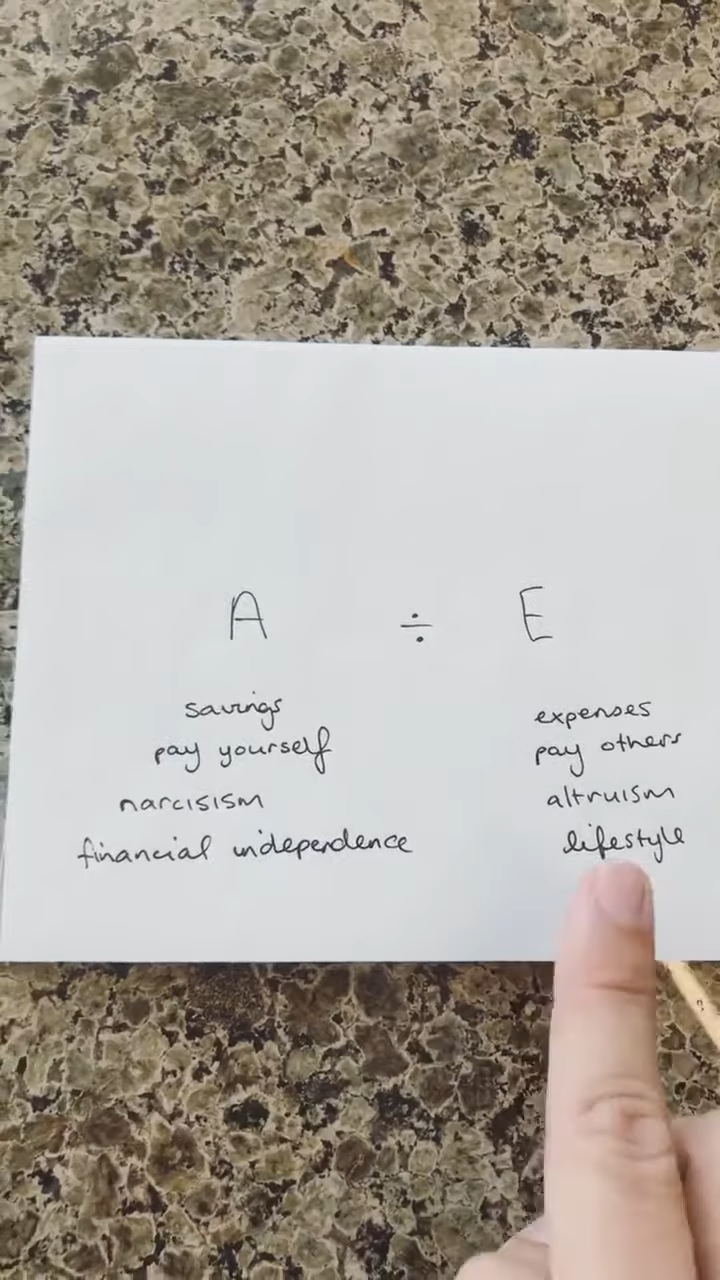 A ÷ E
savings
pay yourself
narcisism
financial independence
expenses
pay others
altruism
lifestyle
?